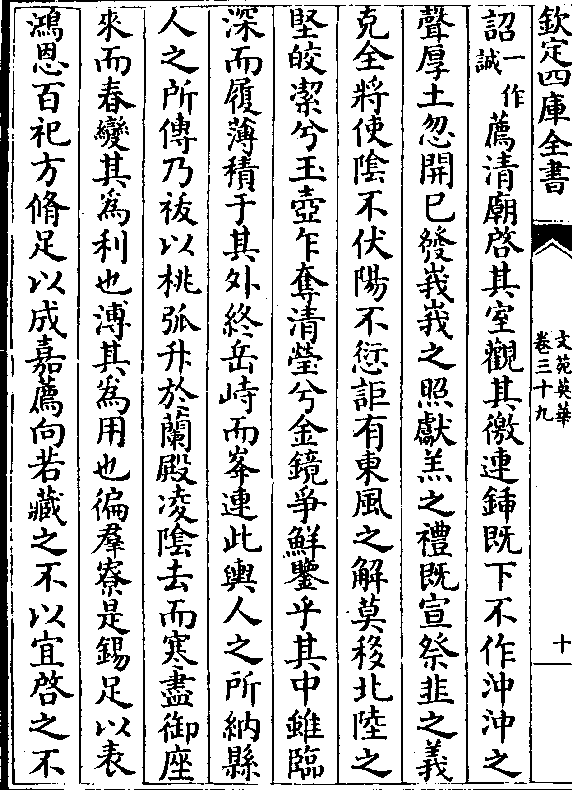 欽定四庫全書
文苑英華
卷三十九
十
詔一作誠薦清廟啓其室觀其徼連鍤既下不作沖沖之
聲厚土忽開已發峩峩之照獻羔之禮既宣祭韭之義
克全將使陰不伏陽不愆詎有東風之解莫移北陸之
堅皎潔兮玉壺乍奪清瑩兮金鏡爭鮮鑒乎其中雖臨
深而履薄積于其外終岳峙而峯連此輿人之所納縣
人之所傳乃祓以桃弧升於蘭殿凌陰去而寒盡御座
來而春變其爲利也溥其爲用也徧羣寮是錫足以表
鴻恩百祀方脩足以成嘉薦向若藏之不以宜啓之不